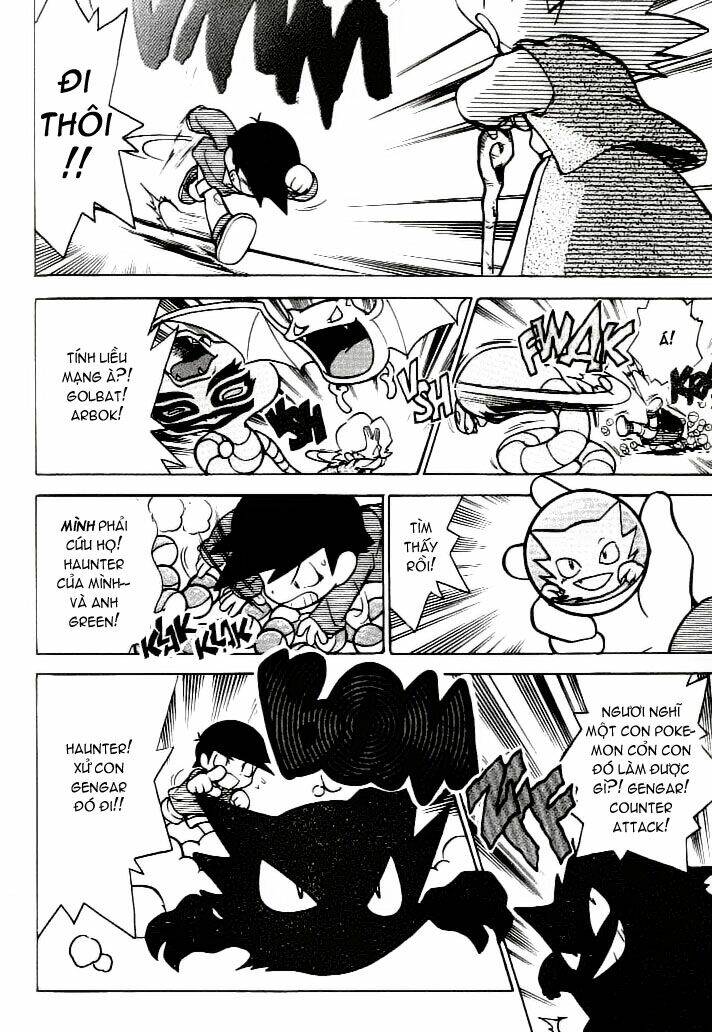 ĐI
THÔI
!!
Á!
FWAK
VSH
VSH
TÍNH LIỀU
MẠNG À?!
GOLBAT!
ARBOK!
TÌM
THẤY
RỒI!
MÌNH PHẢI
CỨU HỌ!
HAUNTER
CỦA MÌNH~
VÀ ANH
GREEN!
KLAK
KLAK
NGƯƠI NGHĨ
MỘT CON POKE-
MON CỎN CON
ĐÓ LÀM ĐƯỢC
GÌ?! GENGAR!
COUNTER
ATTACK!
HAUNTER!
XỬ CON
GENGAR
ĐÓ ĐI!!